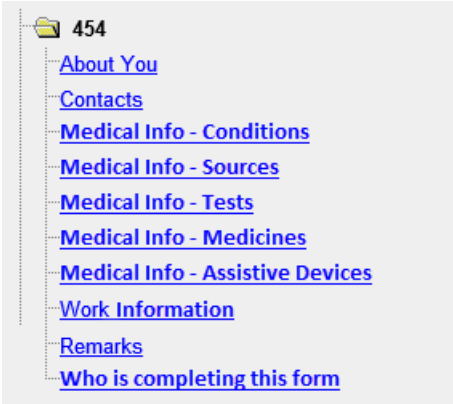 454
About You
Contacts
Medical Info - Conditions
Medical Info - Sources
Medical Info - Tests
Medical Info - Medicines
Medical Info - Assistive Devices
Work Information
Remarks
Who is completing this form